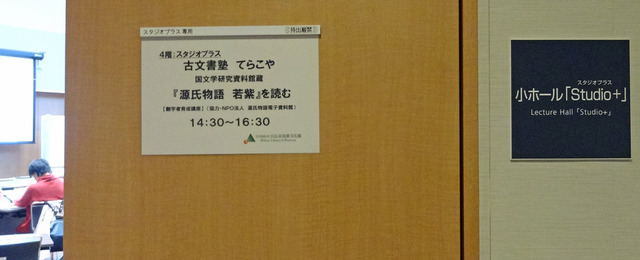 スタジオプラス 専用
持出厳禁
4階：スタジオプラス
古文書塾 てらこや
国文学研究資料館蔵
『源氏物語 若紫』を読む
【翻字者育成講座】（協力・NPO法人 源氏物語電子資料館）
14:30～16:30
スタジオプラス
小ホール「Studio+」
Lecture Hall「Studio+」